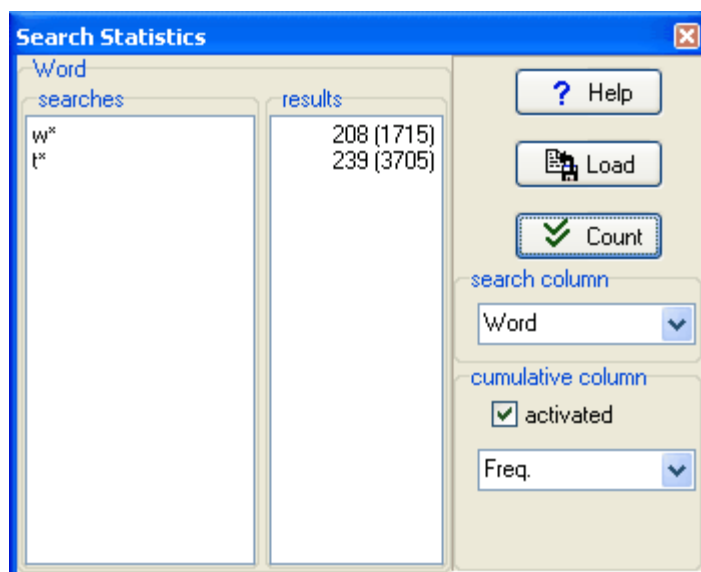 Search Statistics
Word
searches
results
w*
208 (1715)
t*
239 (3705)
? Help
Load
Count
search column
Word
cumulative column
activated
Freq.